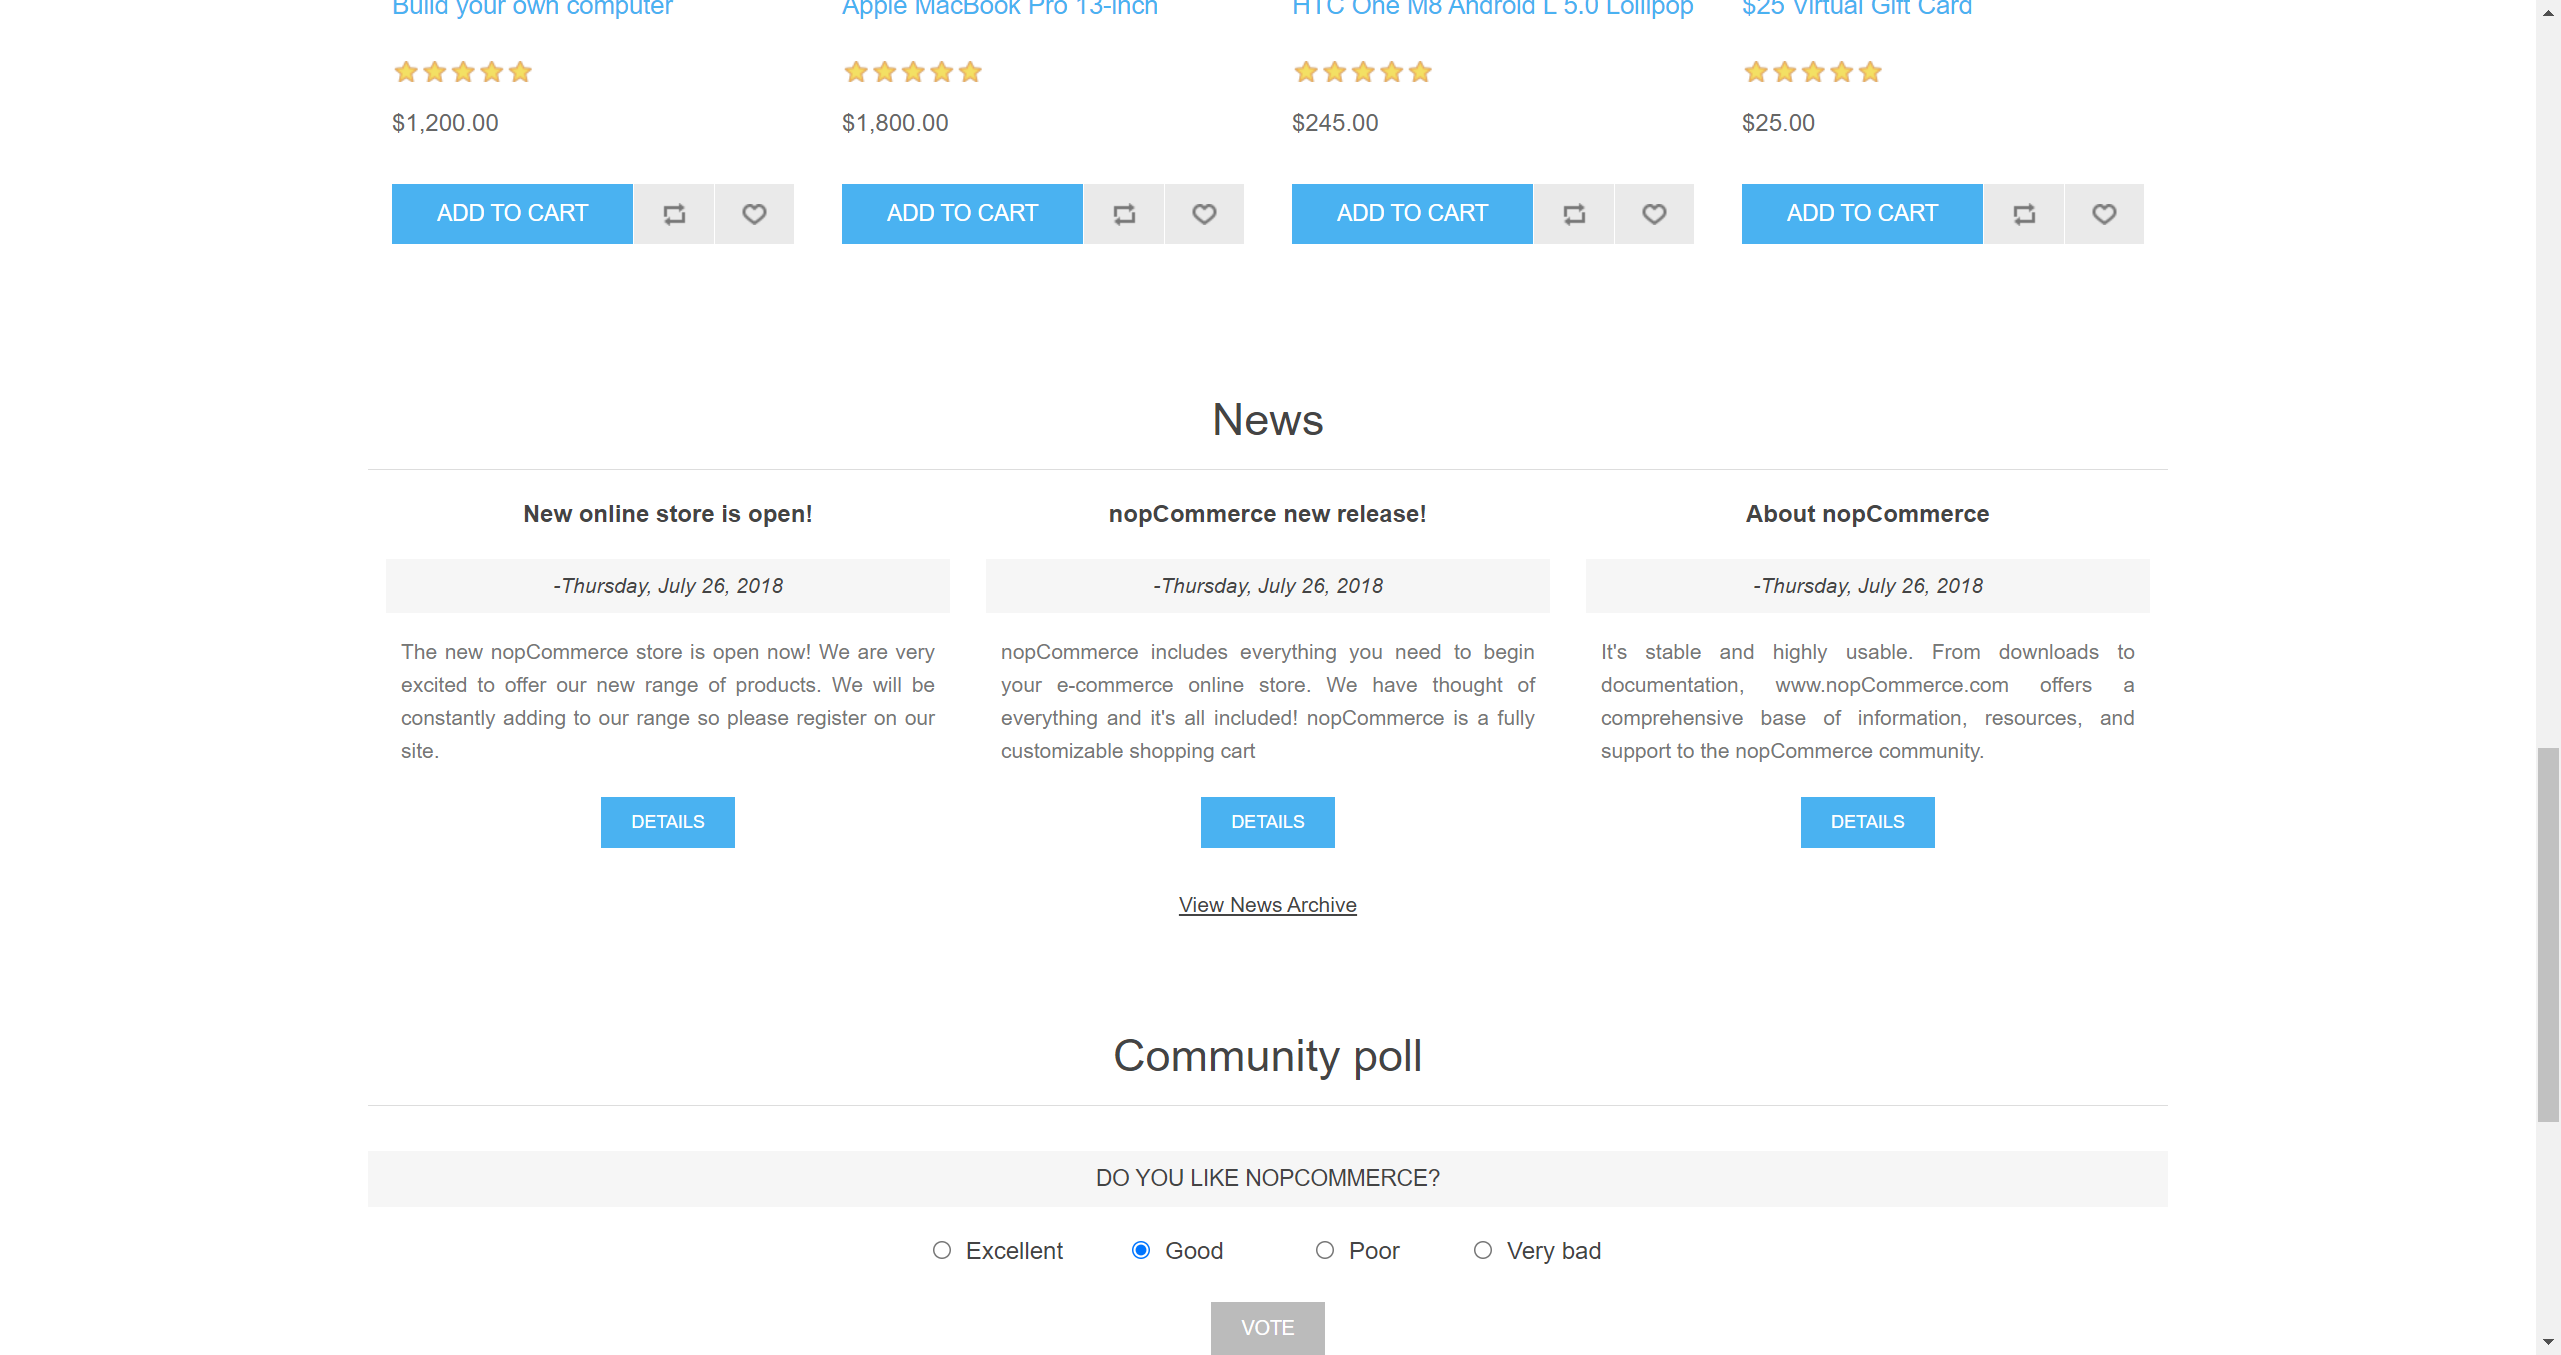 Build your own computer
Apple MacBook Pro 13-inch
HTC One M8 Android L 5.0 Lollipop
$25 Virtual Gift Card
$1,200.00
$1,800.00
$245.00
$25.00
ADD TO CART
ADD TO CART
ADD TO CART
ADD TO CART
News
New online store is open!
-Thursday, July 26, 2018
The new nopCommerce store is open now! We are very
excited to offer our new range of products. We will be
constantly adding to our range so please register on our
site.
DETAILS
nopCommerce new release!
-Thursday, July 26, 2018
nopCommerce includes everything you need to begin
your e-commerce online store. We have thought of
everything and it's all included! nopCommerce is a fully
customizable shopping cart
DETAILS
About nopCommerce
-Thursday, July 26, 2018
It's stable and highly usable. From downloads to
documentation, www.nopCommerce.com offers a
comprehensive base of information, resources, and
support to the nopCommerce community.
DETAILS
View News Archive
Community poll
DO YOU LIKE NOPCOMMERCE?
Excellent
Good
Poor
Very bad
VOTE